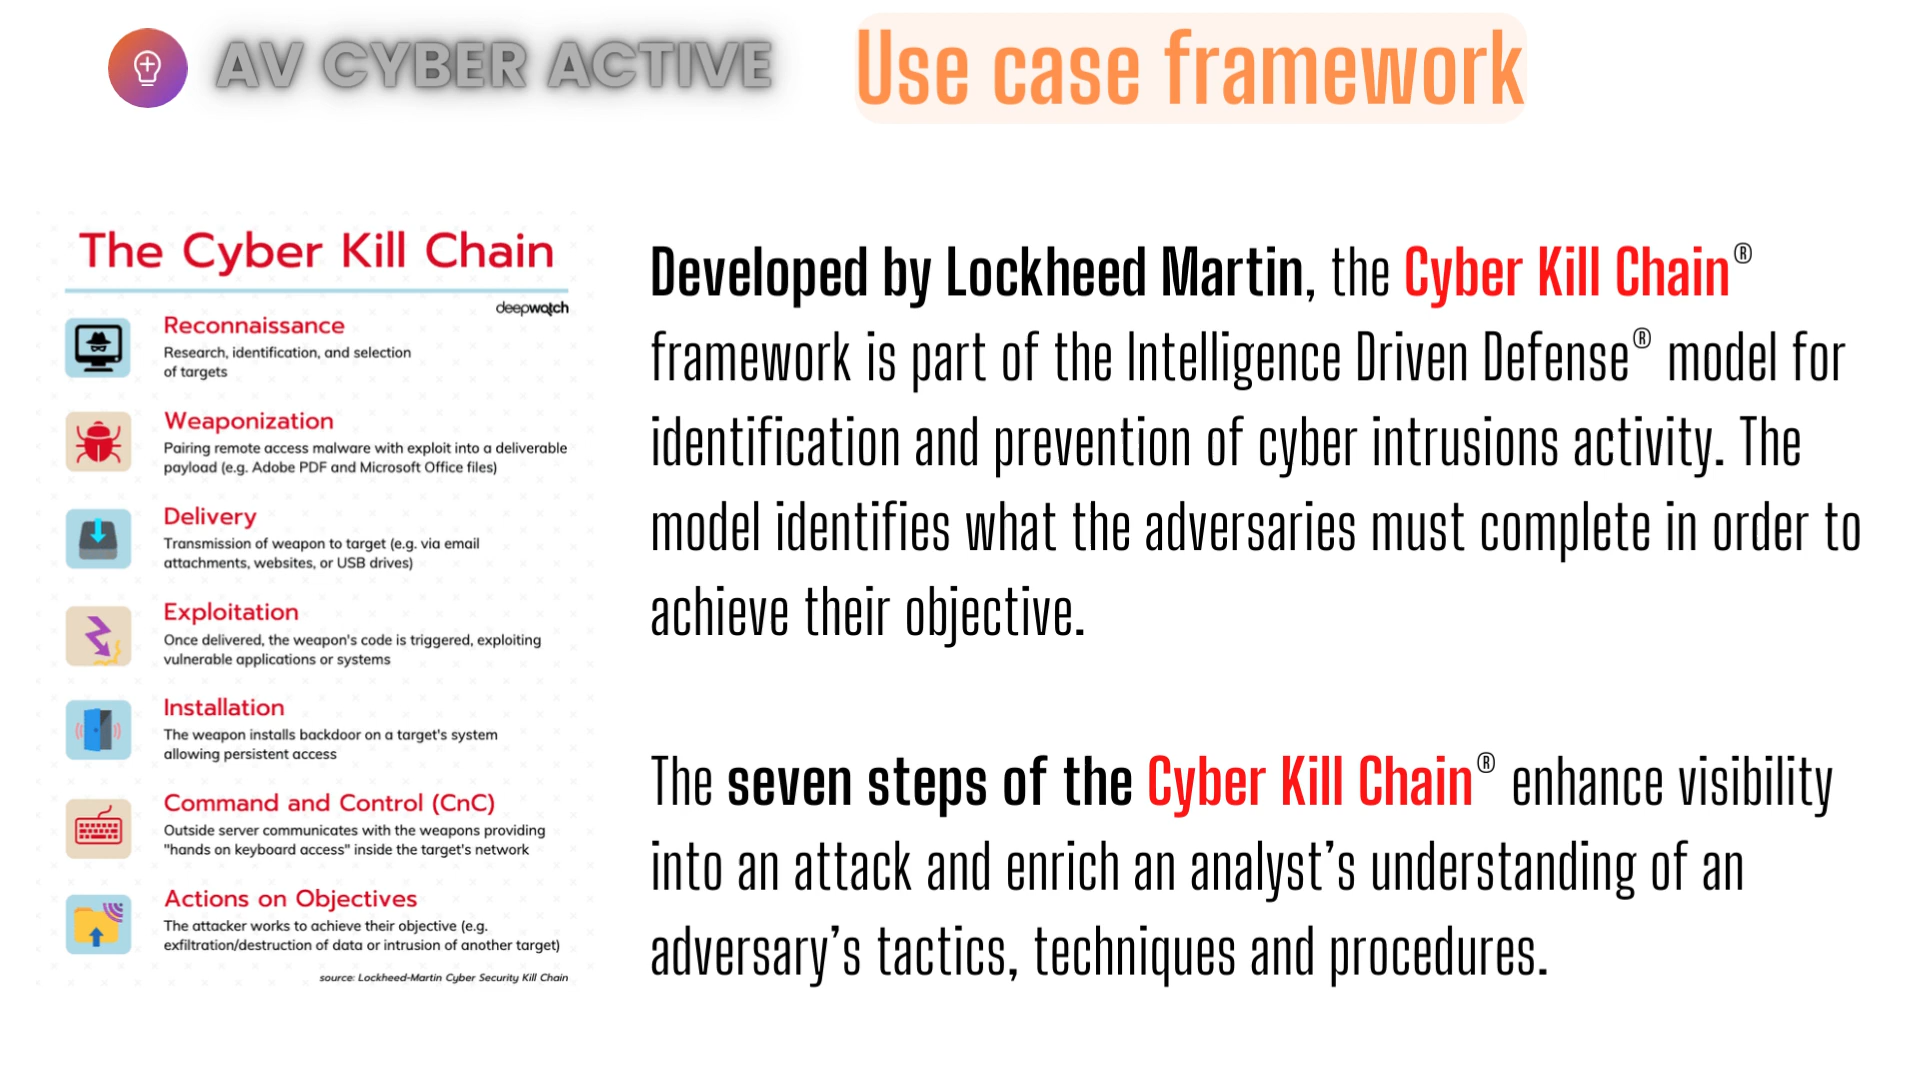 AV CYBER ACTIVE
Use case framework
The Cyber Kill Chain
deepwatch
Reconnaissance
Research, identification, and selection
of targets
Weaponization
Pairing remote access malware with exploit into a deliverable
payload (e.g. Adobe PDF and Microsoft Office files)
Delivery
Transmission of weapon to target (e.g. via email
attachments, websites, or USB drives)
Exploitation
Once delivered, the weapon's code is triggered, exploiting
vulnerable applications or systems
Installation
The weapon installs backdoor on a target's system
allowing persistent access
Command and Control (CnC)
Outside server communicates with the weapons providing
"hands on keyboard access" inside the target's network
Actions on Objectives
The attacker works to achieve their objective (e.g.
exfiltration/destruction of data or intrusion of another target)
source: Lockheed-Martin Cyber Security Kill Chain
Developed by Lockheed Martin, the Cyber Kill Chain®
framework is part of the Intelligence Driven Defense® model for
identification and prevention of cyber intrusions activity. The
model identifies what the adversaries must complete in order to
achieve their objective.
The seven steps of the Cyber Kill Chain® enhance visibility
into an attack and enrich an analyst’s understanding of an
adversary’s tactics, techniques and procedures.